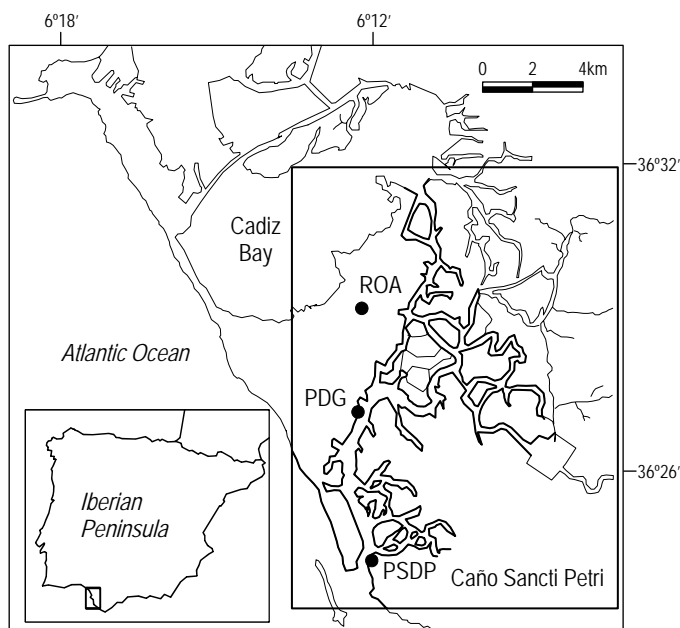 6º18'
6º12'
0 2 4km
36º32'
Cadiz
Bay
ROA
Atlantic Ocean
PDG
36º26'
Iberian
Peninsula
PSDP
Caño Sancti Petri